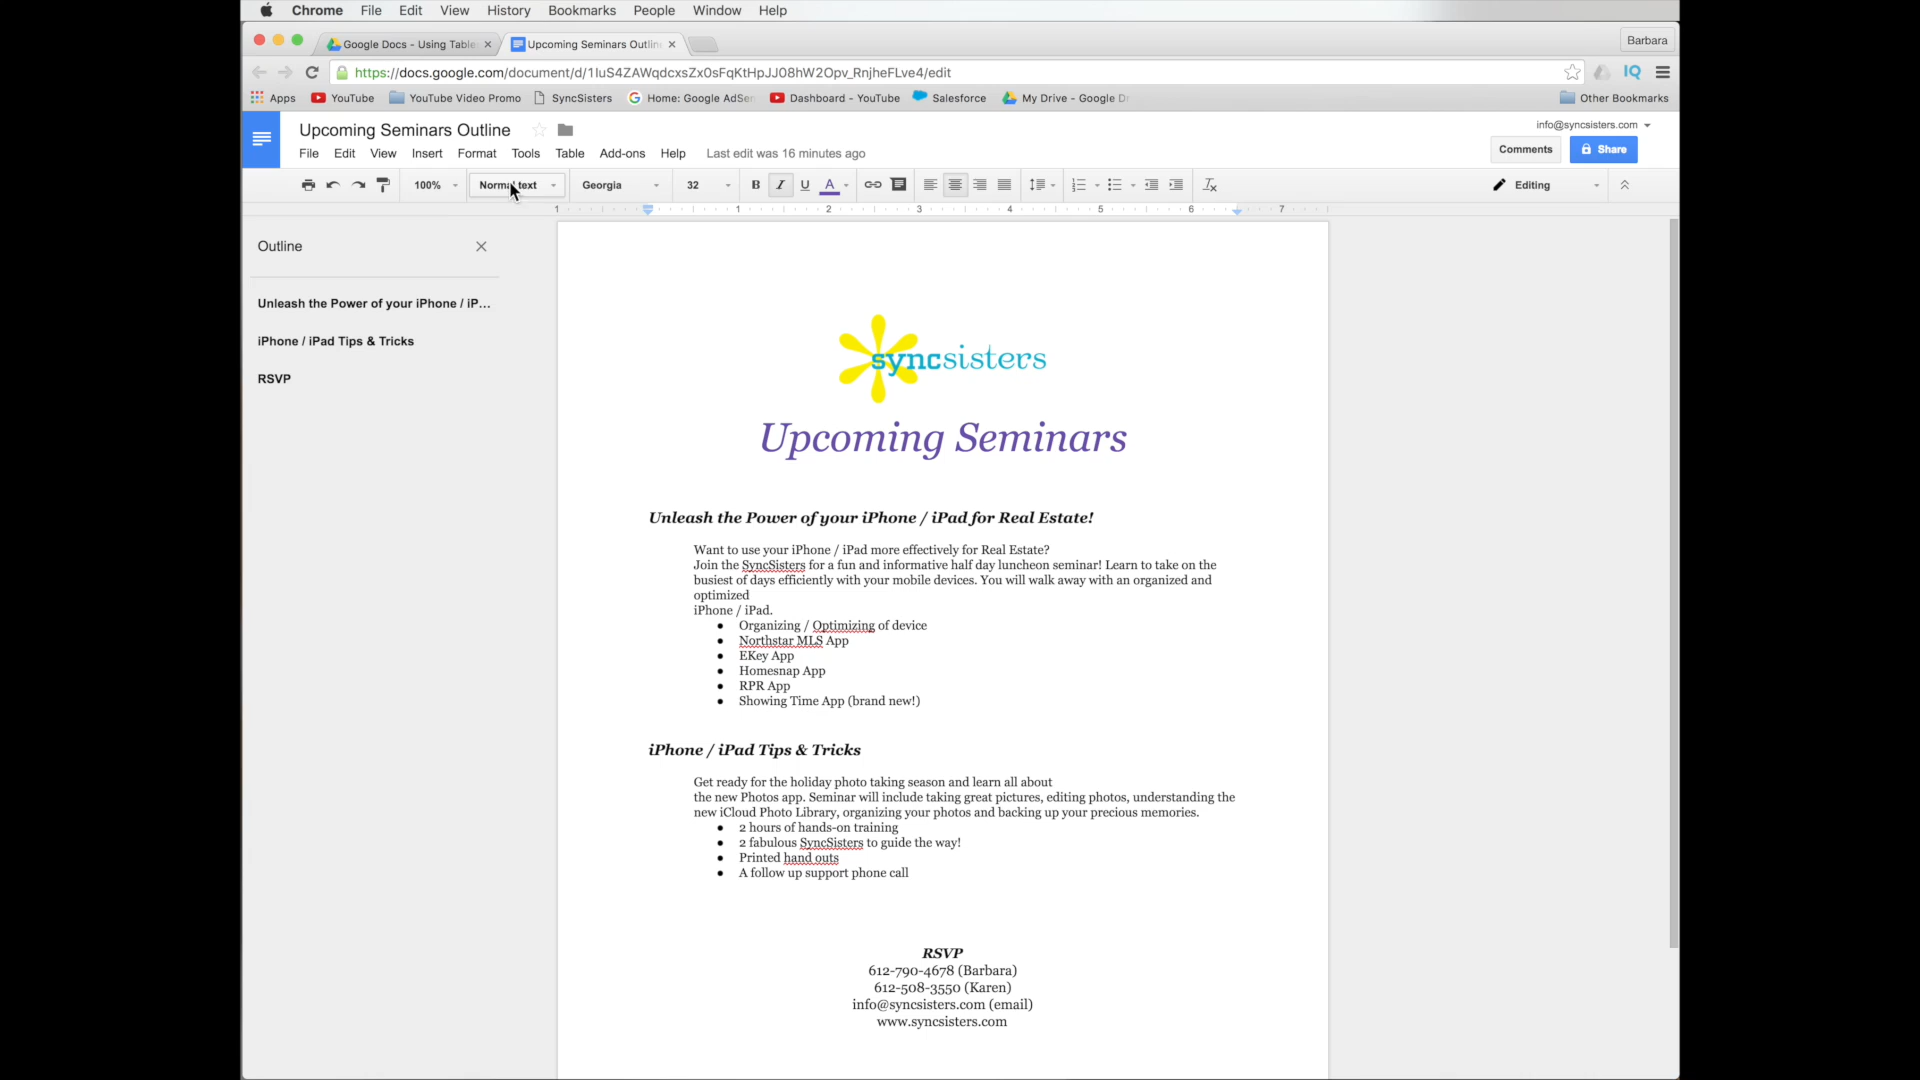 Chrome File Edit View History Bookmarks People Window Help
Google Docs - Using Table
Upcoming Seminars Outlin
Barbara
https://docs.google.com/document/d/1IuS4ZAWqdcxsZx0sFqKtHpJJ08hW2Opv_RnjheFLve4/edit
IQ
Apps YouTube YouTube Video Promo SyncSisters Home: Google AdSen Dashboard - YouTube Salesforce My Drive - Google Dr Other Bookmarks
Upcoming Seminars Outline
info@syncsisters.com
File Edit View Insert Format Tools Table Add-ons Help Last edit was 16 minutes ago
Comments Share
100% Normal text Georgia 32 B I U A Editing
1 1 2 3 4 5 6 7
Outline
Unleash the Power of your iPhone / iP...
iPhone / iPad Tips & Tricks
RSVP
syncsisters
Upcoming Seminars
Unleash the Power of your iPhone / iPad for Real Estate!
Want to use your iPhone / iPad more effectively for Real Estate?
Join the SyncSisters for a fun and informative half day luncheon seminar! Learn to take on the
busiest of days efficiently with your mobile devices. You will walk away with an organized and
optimized
iPhone / iPad.
● Organizing / Optimizing of device
● Northstar MLS App
● EKey App
● Homesnap App
● RPR App
● Showing Time App (brand new!)
iPhone / iPad Tips & Tricks
Get ready for the holiday photo taking season and learn all about
the new Photos app. Seminar will include taking great pictures, editing photos, understanding the
new iCloud Photo Library, organizing your photos and backing up your precious memories.
● 2 hours of hands-on training
● 2 fabulous SyncSisters to guide the way!
● Printed hand outs
● A follow up support phone call
RSVP
612-790-4678 (Barbara)
612-508-3550 (Karen)
info@syncsisters.com (email)
www.syncsisters.com